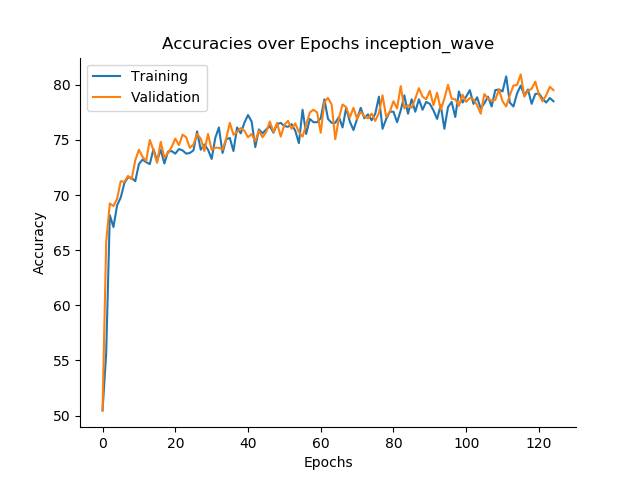 Accuracies over Epochs inception_wave
Training
Validation
80
75
70
65
60
55
50
Accuracy
0 20 40 60 80 100 120
Epochs